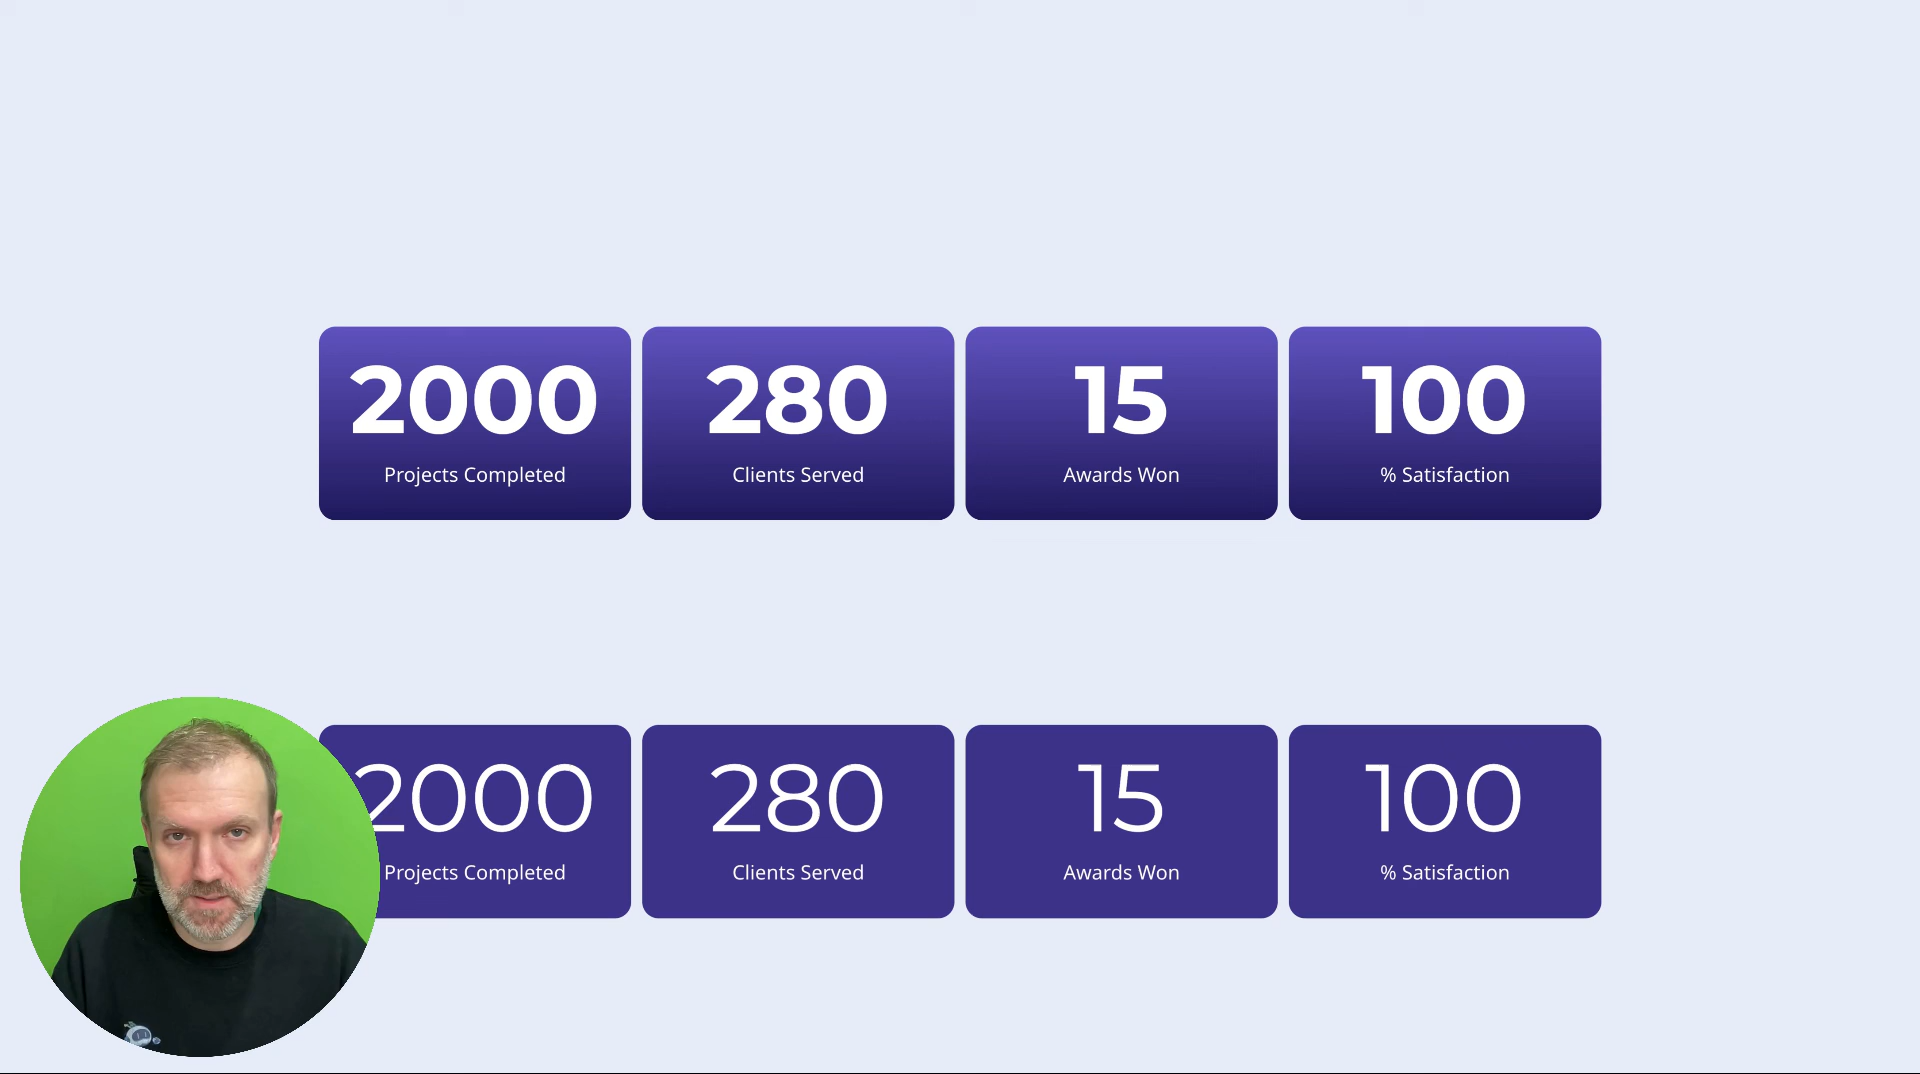 2000 280 15 100
Projects Completed Clients Served Awards Won % Satisfaction
2000 280 15 100
Projects Completed Clients Served Awards Won % Satisfaction